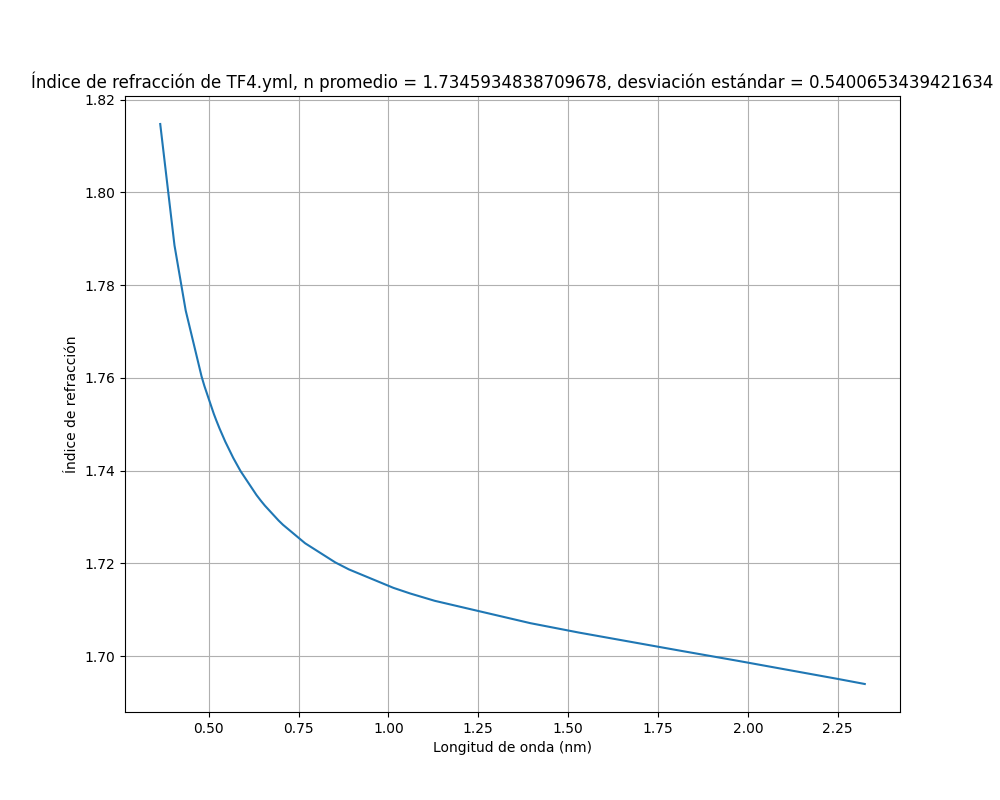 Índice de refracción de TF4.yml, n promedio = 1.7345934838709678, desviación estándar = 0.5400653439421634
1.82
1.80
1.78
1.76
1.74
1.72
1.70
Índice de refracción
0.50 0.75 1.00 1.25 1.50 1.75 2.00 2.25
Longitud de onda (nm)